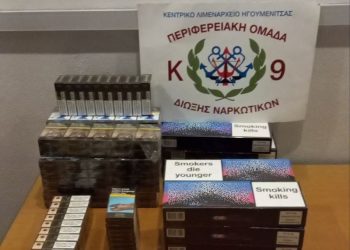 ΚΕΝΤΡΙΚΟ ΛΙΜΕΝΑΡΧΕΙΟ ΗΓΟΥΜΕΝΙΤΣΑΣ
ΠΕΡΙΦΕΡΕΙΑΚΗ ΟΜΑΔΑ
Κ 9
ΔΙΩΞΗΣ ΝΑΡΚΩΤΙΚΩΝ
Smoking
kills
Smokers
die
younger
Smoking
kills